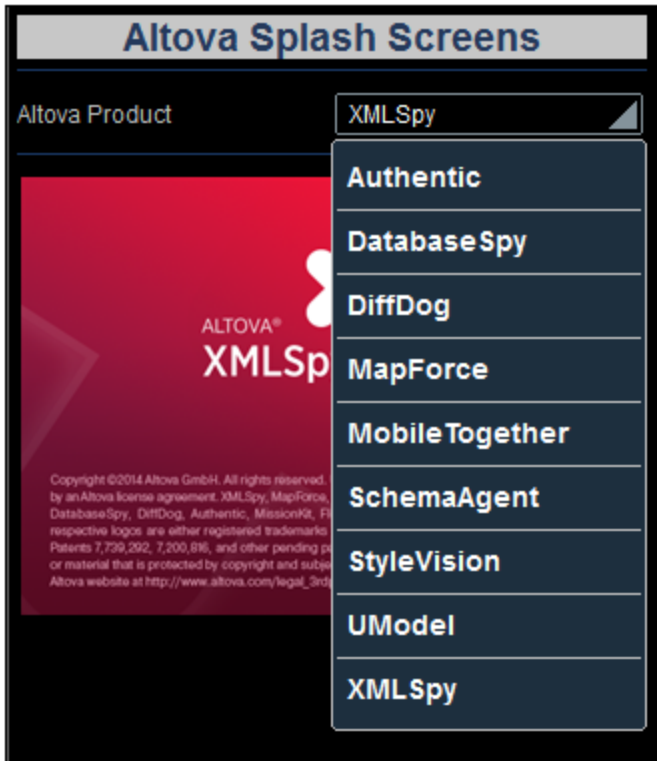 Altova Splash Screens
Altova Product
XMLSpy
Authentic
DatabaseSpy
DiffDog
MapForce
MobileTogether
SchemaAgent
StyleVision
UModel
XMLSpy
ALTOVA®
XMLSp
Copyright ©2014 Altova GmbH. All rights reserved.
by an Altova license agreement. XMLSpy, MapForce,
DatabaseSpy, DiffDog, Authentic, MissionKit,
respective logos are either registered trademarks
Patents 7,739,292, 7,200,816, and other pending
or material that is protected by copyright and
Altova website at http://www.altova.com/legal_3rdp